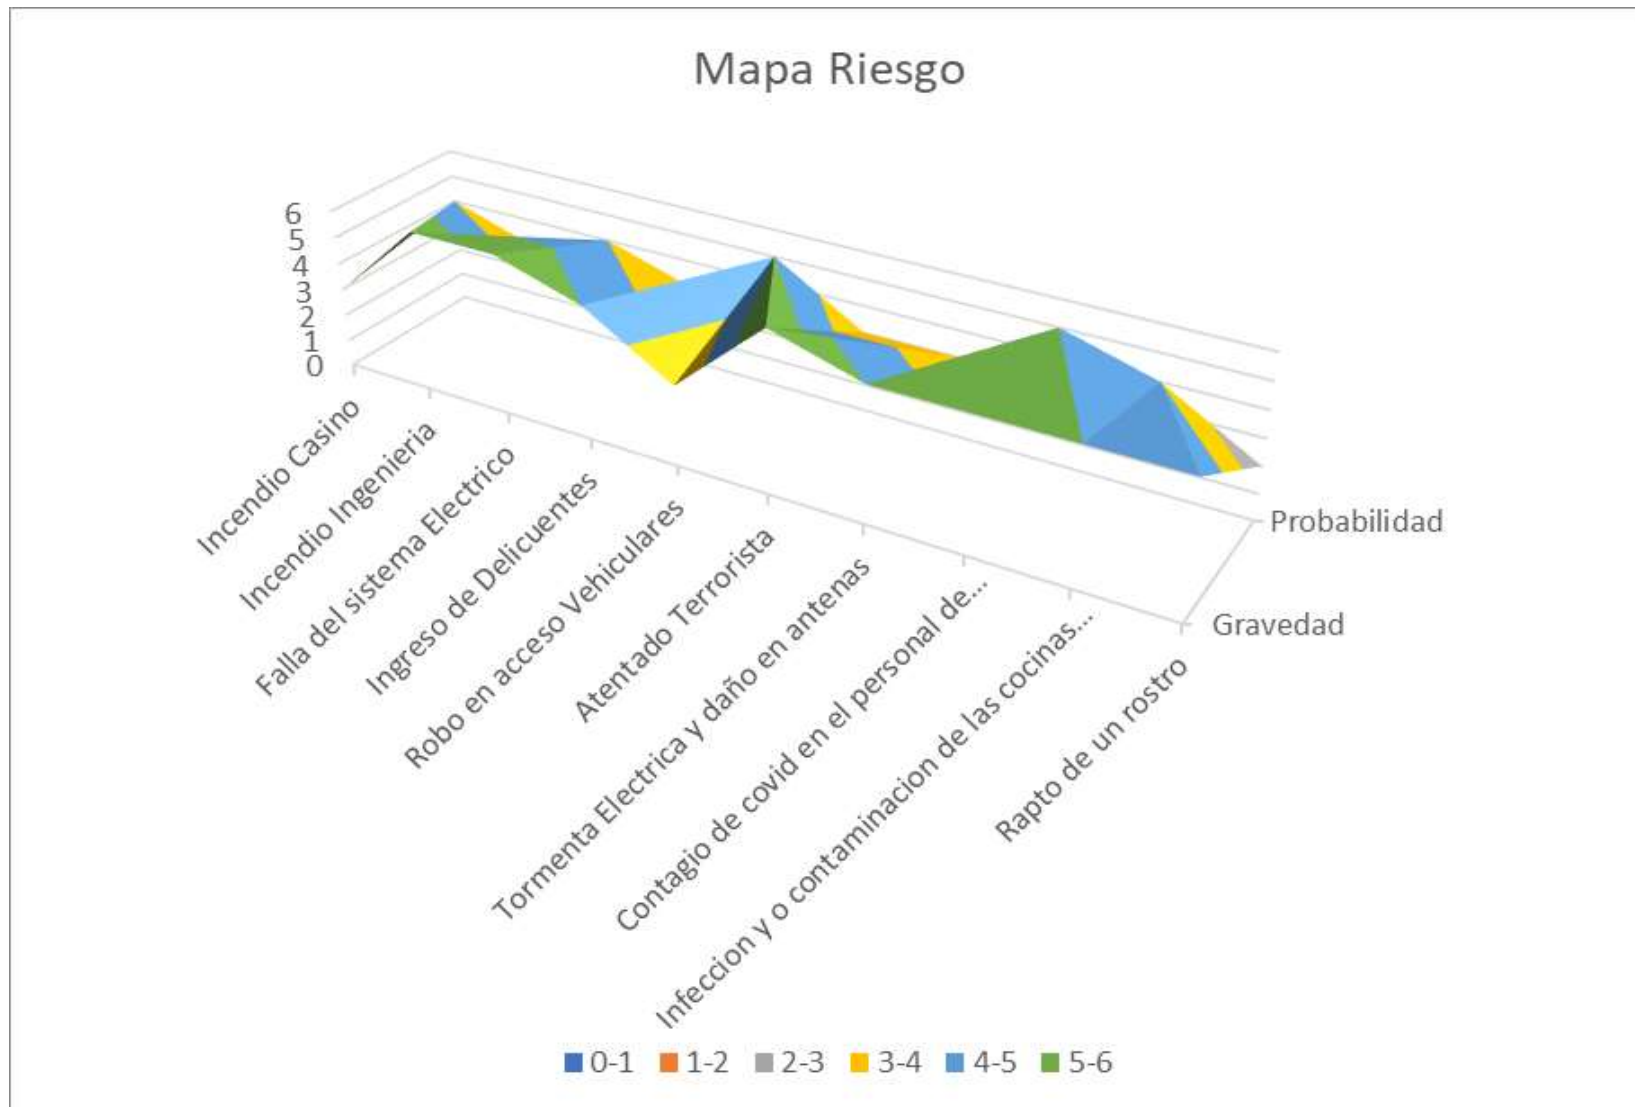 Mapa Riesgo
6
5
4
3
2
1
0
Incendio Casino
Incendio Ingenieria
Falla del sistema Electrico
Ingreso de Delicuentes
Robo en acceso Vehiculares
Atentado Terrorista
Tormenta Electrica y daño en antenas
Contagio de covid en el personal de...
Infeccion y o contaminacion de las cocinas...
Rapto de un rostro
Probabilidad
Gravedad
0-1 1-2 2-3 3-4 4-5 5-6